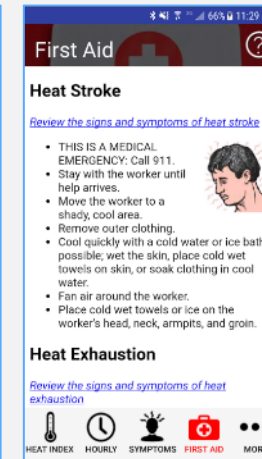 66% 11:29
First Aid
Heat Stroke
Review the signs and symptoms of heat stroke
• THIS IS A MEDICAL
EMERGENCY: Call 911.
• Stay with the worker until
help arrives.
• Move the worker to a
shady, cool area.
• Remove outer clothing.
• Cool quickly with a cold water or ice bath
possible; wet the skin, place cold wet
towels on skin, or soak clothing in cool
water.
• Fan air around the worker.
• Place cold wet towels or ice on the
worker's head, neck, armpits, and groin.
Heat Exhaustion
Review the signs and symptoms of heat
exhaustion
HEAT INDEX HOURLY SYMPTOMS FIRST AID MOR